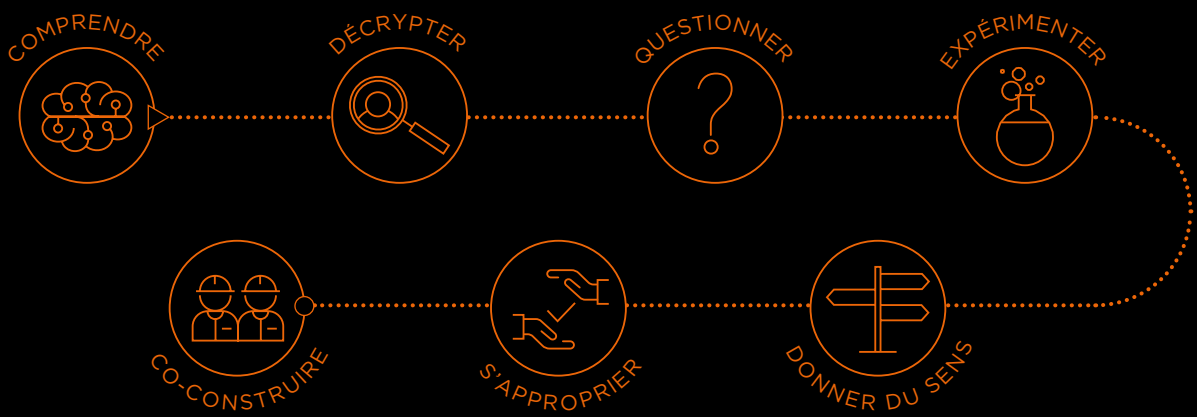 COMPRENDRE
DÉCRYPTER
QUESTIONNER
EXPÉRIMENTER
DONNER DU SENS
S'APPROPRIER
CO-CONSTRUIRE